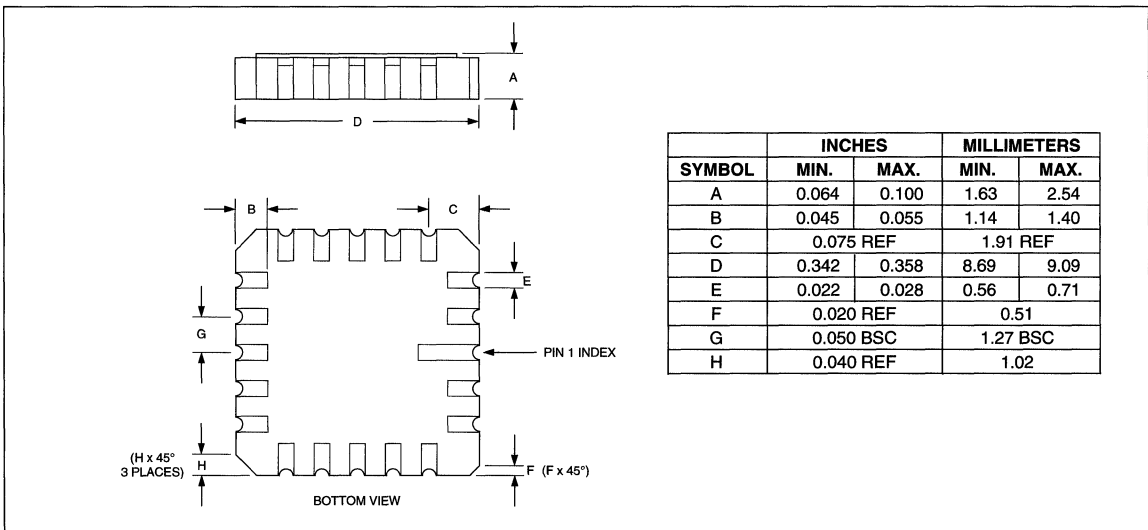 A
D
B
C
E
G
PIN 1 INDEX
(H x 45°
3 PLACES)
H
F (F x 45°)
BOTTOM VIEW
INCHES MILLIMETERS
SYMBOL MIN. MAX. MIN. MAX.
A 0.064 0.100 1.63 2.54
B 0.045 0.055 1.14 1.40
C 0.075 REF 1.91 REF
D 0.342 0.358 8.69 9.09
E 0.022 0.028 0.56 0.71
F 0.020 REF 0.51
G 0.050 BSC 1.27 BSC
H 0.040 REF 1.02